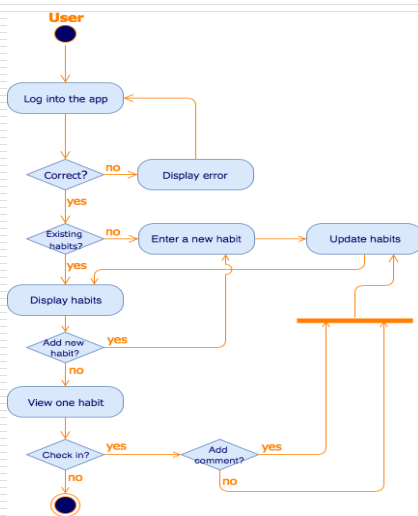 User
Log into the app
Correct?
no
Display error
yes
Existing
habits?
no
Enter a new habit
Update habits
yes
Display habits
Add new
habit?
yes
no
View one habit
Check in?
yes
Add
comment?
yes
no
no